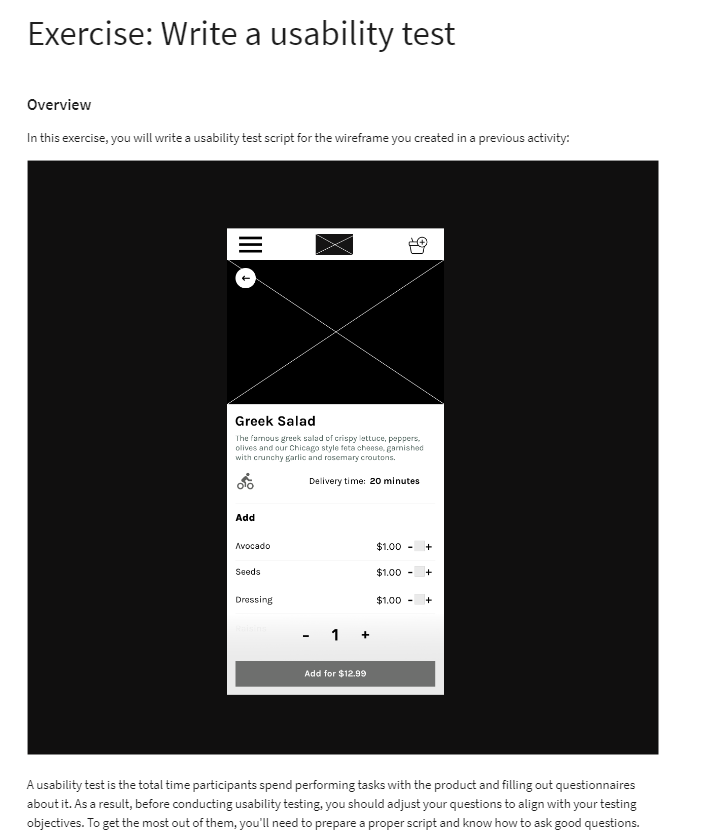 Exercise: Write a usability test
Overview
In this exercise, you will write a usability test script for the wireframe you created in a previous activity:
Greek Salad
The famous greek salad of crispy lettuce, peppers,
olives and our Chicago style feta cheese, garnished
with crunchy garlic and rosemary croutons.
Delivery time: 20 minutes
Add
Avocado $1.00 - +
Seeds $1.00 - +
Dressing $1.00 - +
- 1 +
Add for $12.99
A usability test is the total time participants spend performing tasks with the product and filling out questionnaires
about it. As a result, before conducting usability testing, you should adjust your questions to align with your testing
objectives. To get the most out of them, you'll need to prepare a proper script and know how to ask good questions.